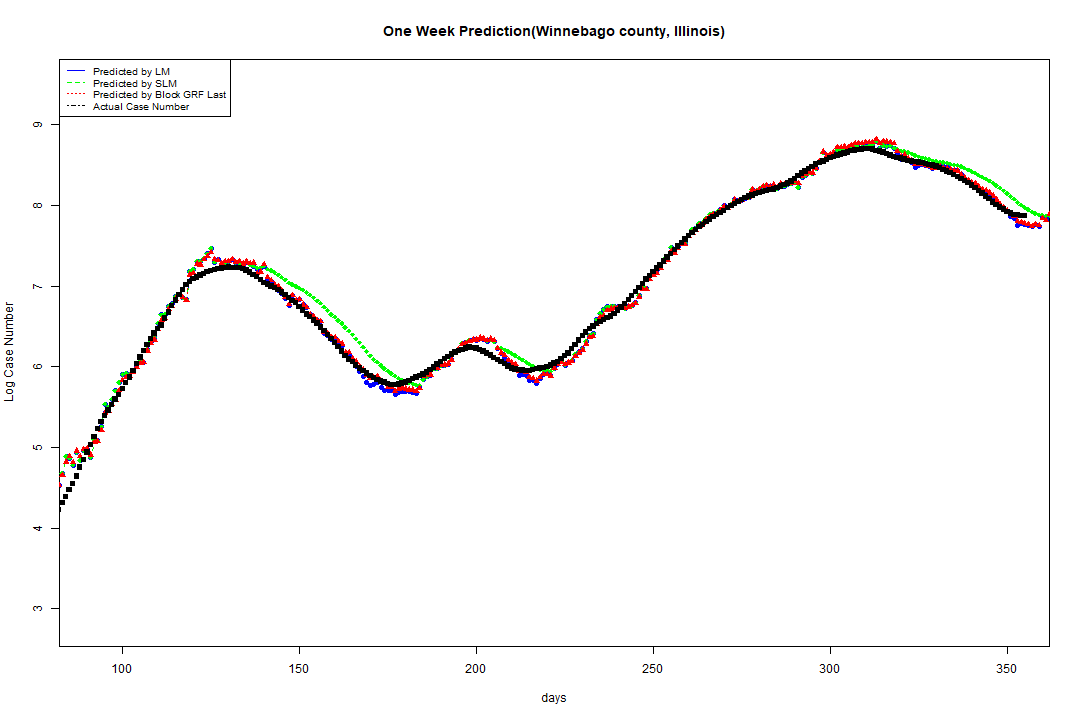 One Week Prediction(Winnebago county, Illinois)
Predicted by LM
Predicted by SLM
Predicted by Block GRF Last
Actual Case Number
9
8
7
6
5
4
3
Log Case Number
100 150 200 250 300 350
days